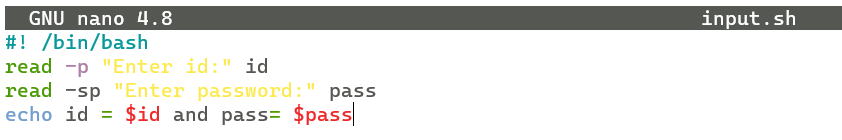 GNU nano 4.8 input.sh
#! /bin/bash
read -p "Enter id:" id
read -sp "Enter password:" pass
echo id = $id and pass= $pass